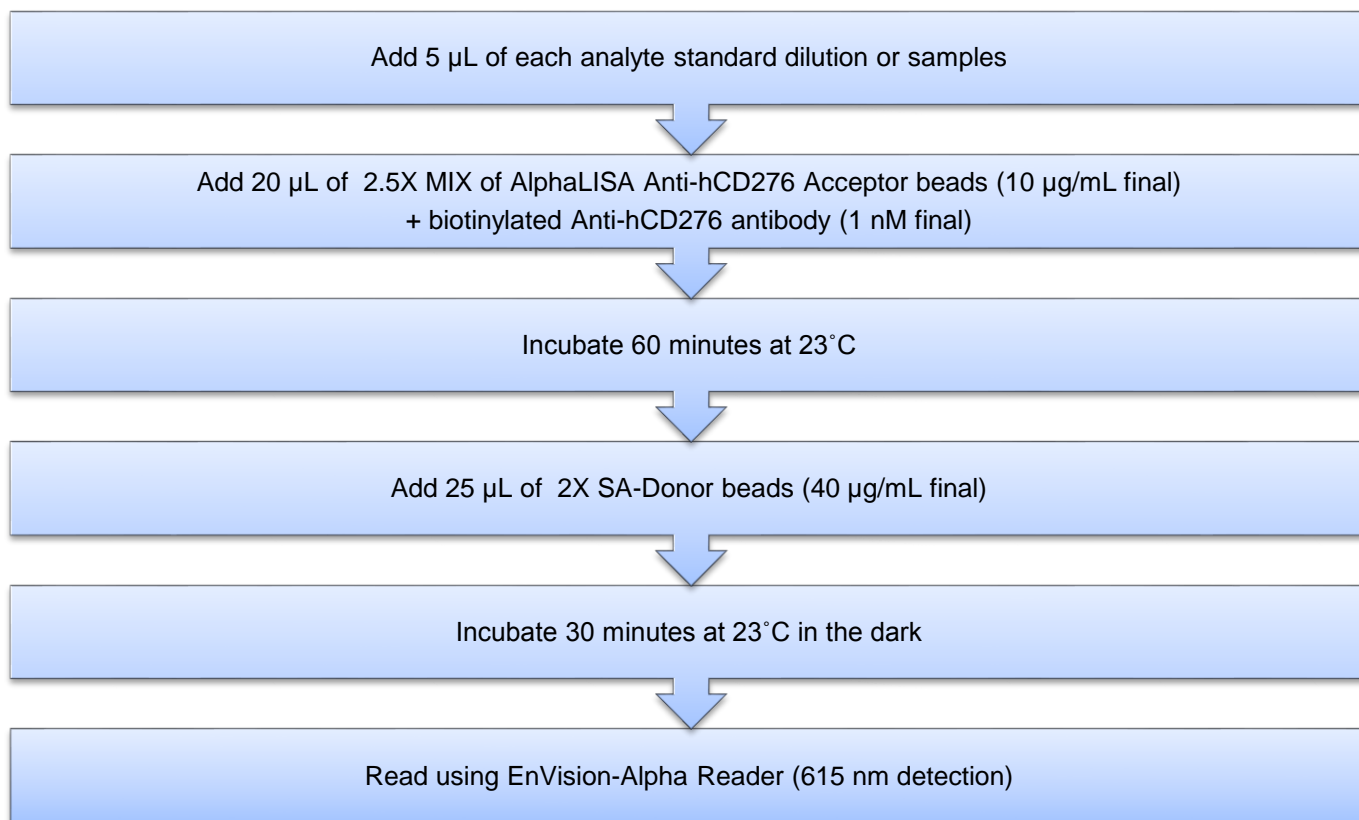 Add 5 µL of each analyte standard dilution or samples
Add 20 µL of 2.5X MIX of AlphaLISA Anti-hCD276 Acceptor beads (10 µg/mL final)
+ biotinylated Anti-hCD276 antibody (1 nM final)
Incubate 60 minutes at 23˚C
Add 25 µL of 2X SA-Donor beads (40 µg/mL final)
Incubate 30 minutes at 23˚C in the dark
Read using EnVision-Alpha Reader (615 nm detection)